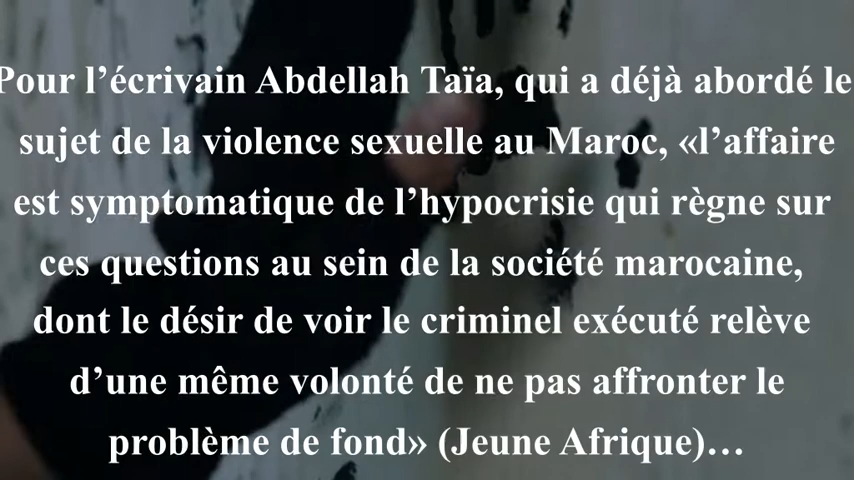 Pour l’écrivain Abdellah Taïa, qui a déjà abordé le
sujet de la violence sexuelle au Maroc, «l’affaire
est symptomatique de l’hypocrisie qui règne sur
ces questions au sein de la société marocaine,
dont le désir de voir le criminel exécuté relève
d’une même volonté de ne pas affronter le
problème de fond» (Jeune Afrique)…